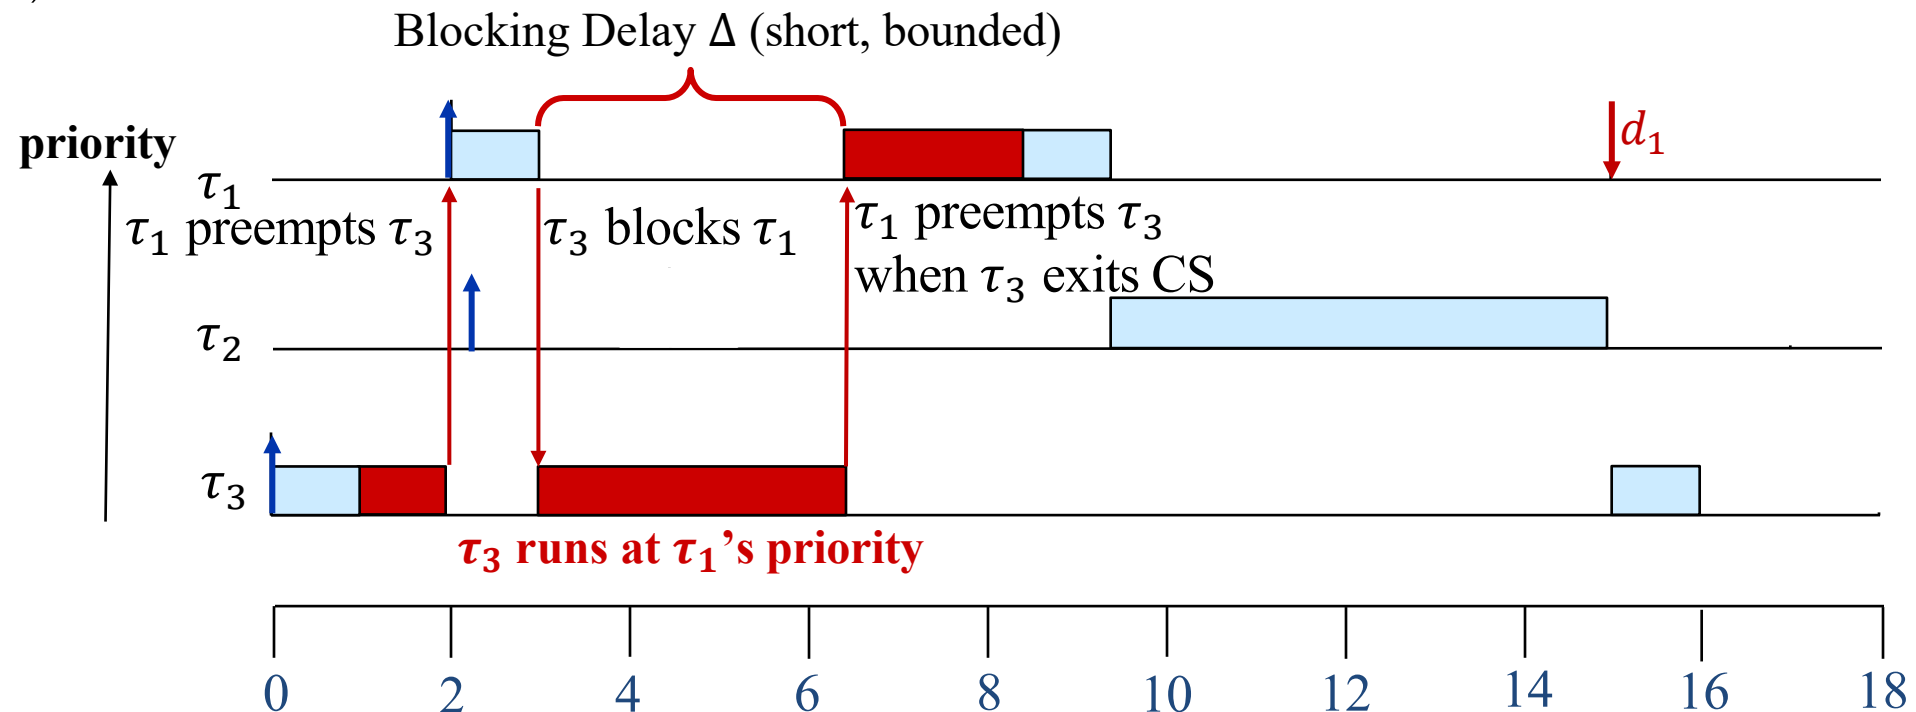 Blocking Delay Δ (short, bounded)
priority
τ₁
d₁
τ₁ preempts τ₃
τ₃ blocks τ₁
τ₁ preempts τ₃
when τ₃ exits CS
τ₂
τ₃
τ₃ runs at τ₁’s priority
0 2 4 6 8 10 12 14 16 18